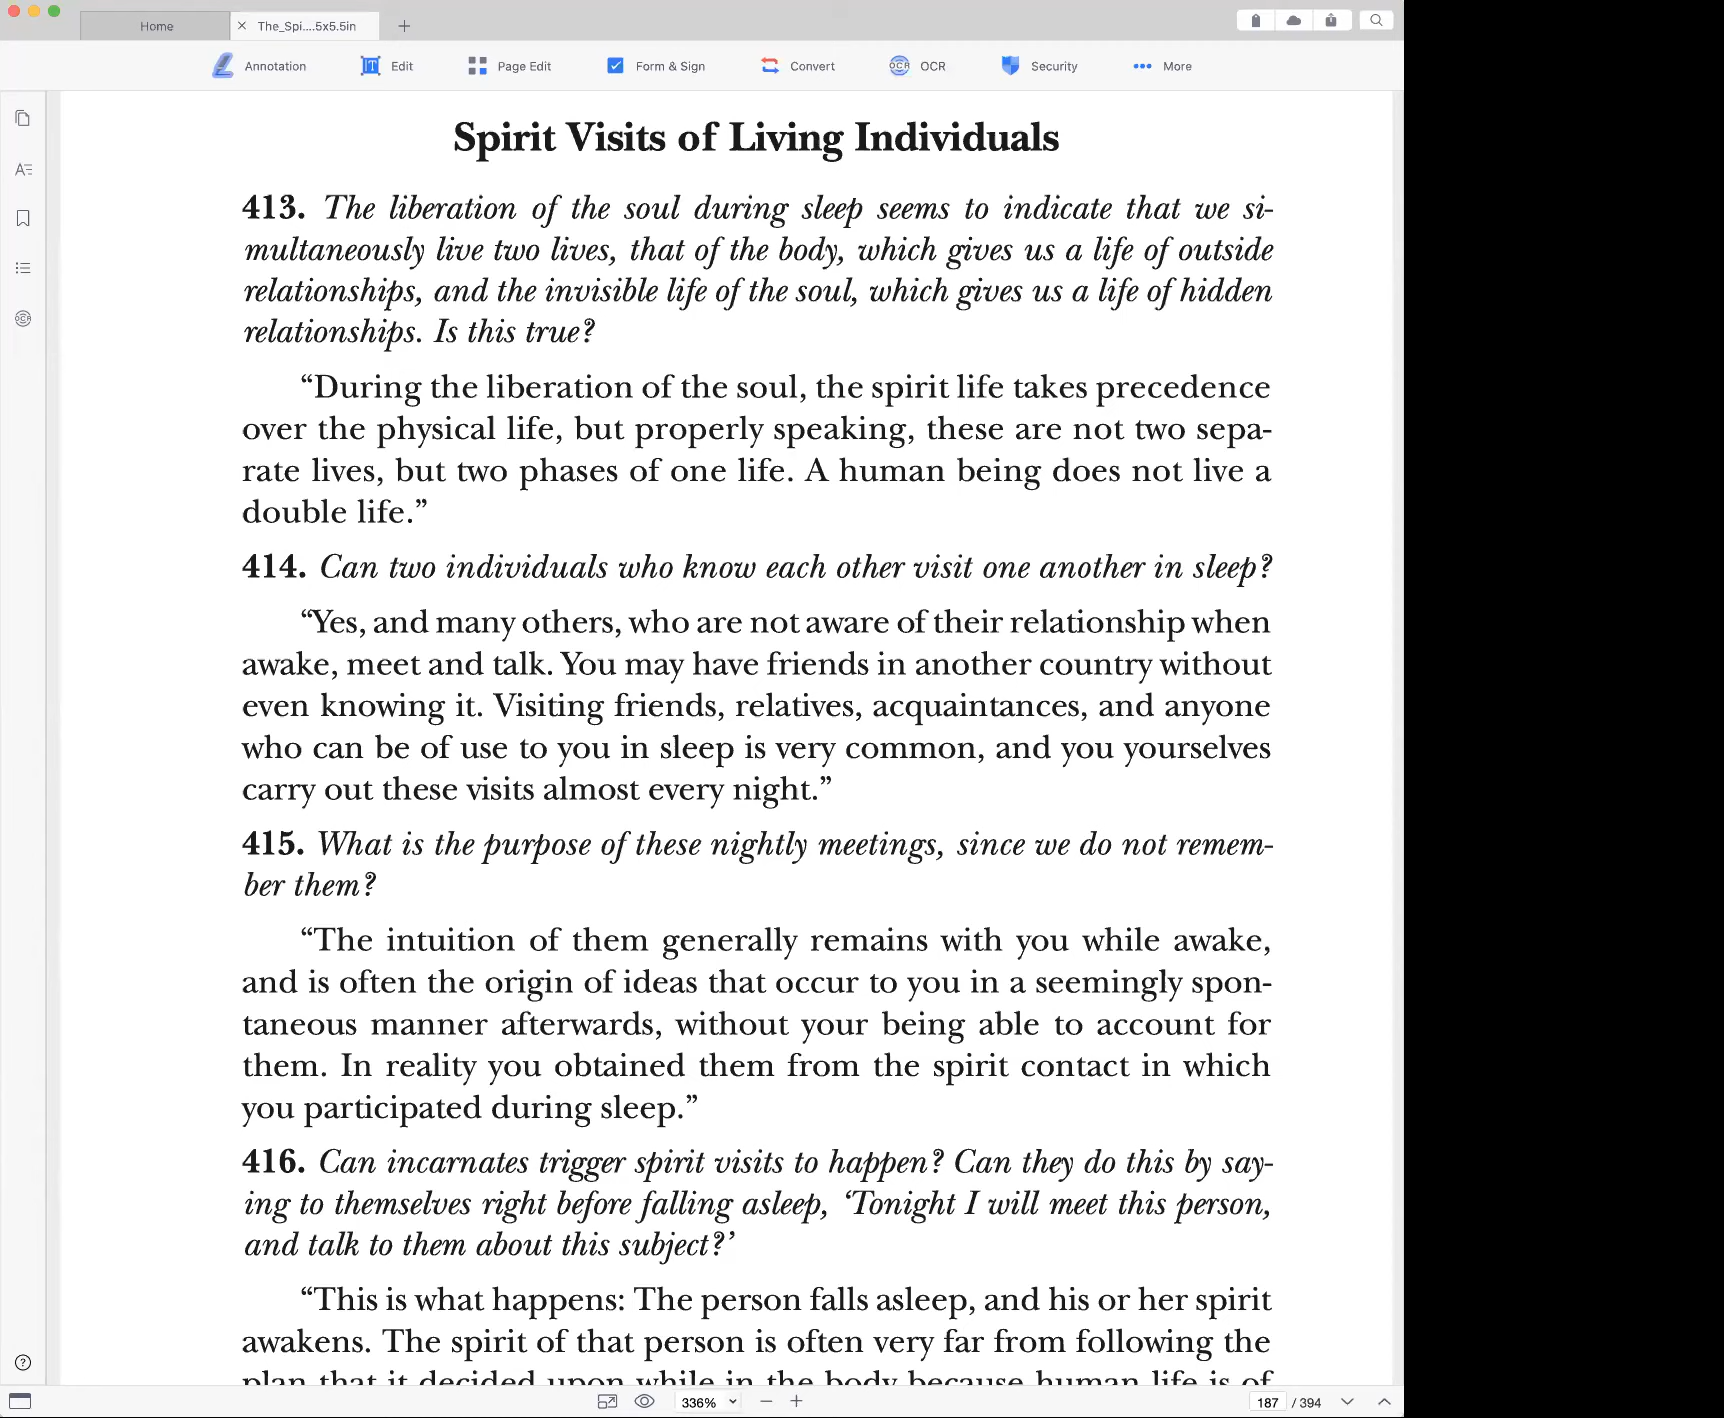 Home
The_Spi....5x5.5in
Annotation
Edit
Page Edit
Form & Sign
Convert
OCR
OCR
Security
More
Spirit Visits of Living Individuals
413. The liberation of the soul during sleep seems to indicate that we si-
multaneously live two lives, that of the body, which gives us a life of outside
relationships, and the invisible life of the soul, which gives us a life of hidden
relationships. Is this true?
“During the liberation of the soul, the spirit life takes precedence
over the physical life, but properly speaking, these are not two sepa-
rate lives, but two phases of one life. A human being does not live a
double life.”
414. Can two individuals who know each other visit one another in sleep?
“Yes, and many others, who are not aware of their relationship when
awake, meet and talk. You may have friends in another country without
even knowing it. Visiting friends, relatives, acquaintances, and anyone
who can be of use to you in sleep is very common, and you yourselves
carry out these visits almost every night.”
415. What is the purpose of these nightly meetings, since we do not remem-
ber them?
“The intuition of them generally remains with you while awake,
and is often the origin of ideas that occur to you in a seemingly spon-
taneous manner afterwards, without your being able to account for
them. In reality you obtained them from the spirit contact in which
you participated during sleep.”
416. Can incarnates trigger spirit visits to happen? Can they do this by say-
ing to themselves right before falling asleep, ‘Tonight I will meet this person,
and talk to them about this subject?’
“This is what happens: The person falls asleep, and his or her spirit
awakens. The spirit of that person is often very far from following the
plan that it decided upon while in the body because human life is of
336%
187 / 394